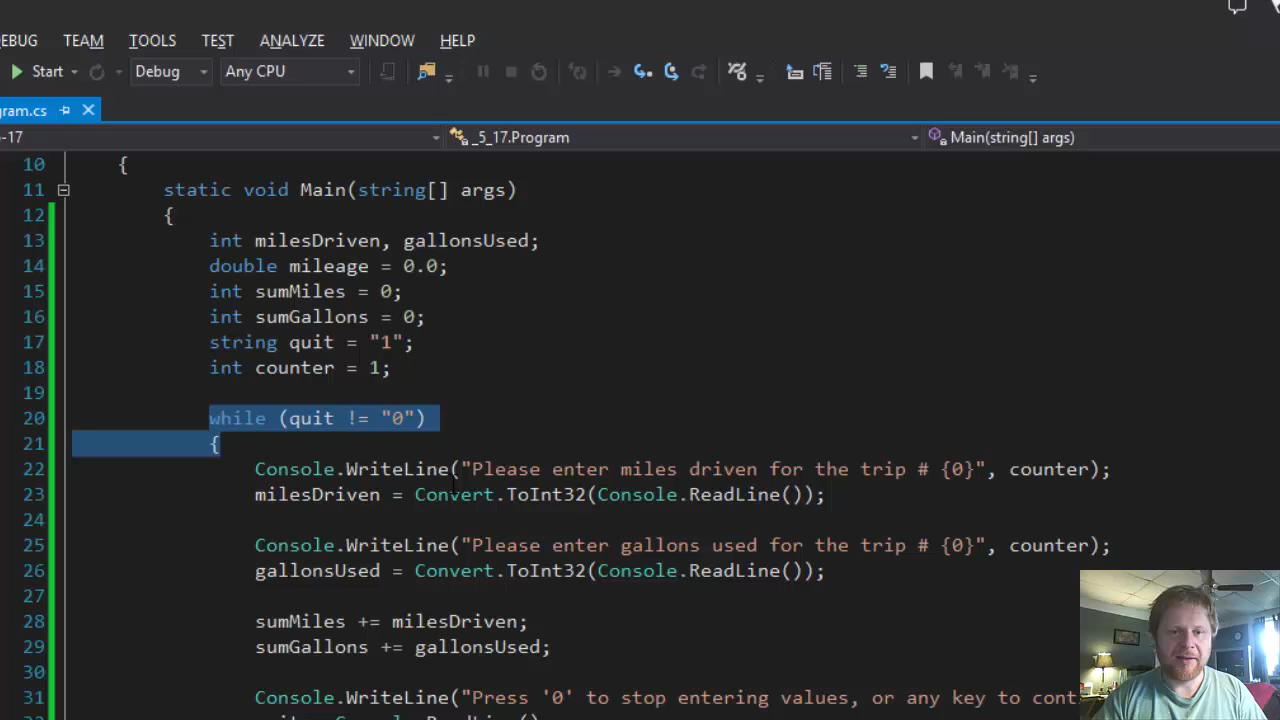 EBUG TEAM TOOLS TEST ANALYZE WINDOW HELP
Start Debug Any CPU
gram.cs
-17 _5_17.Program Main(string[] args)
10 {
11 static void Main(string[] args)
12 {
13 int milesDriven, gallonsUsed;
14 double mileage = 0.0;
15 int sumMiles = 0;
16 int sumGallons = 0;
17 string quit = "1";
18 int counter = 1;
19
20 while (quit != "0")
21 {
22 Console.WriteLine("Please enter miles driven for the trip # {0}", counter);
23 milesDriven = Convert.ToInt32(Console.ReadLine());
24
25 Console.WriteLine("Please enter gallons used for the trip # {0}", counter);
26 gallonsUsed = Convert.ToInt32(Console.ReadLine());
27
28 sumMiles += milesDriven;
29 sumGallons += gallonsUsed;
30
31 Console.WriteLine("Press '0' to stop entering values, or any key to cont